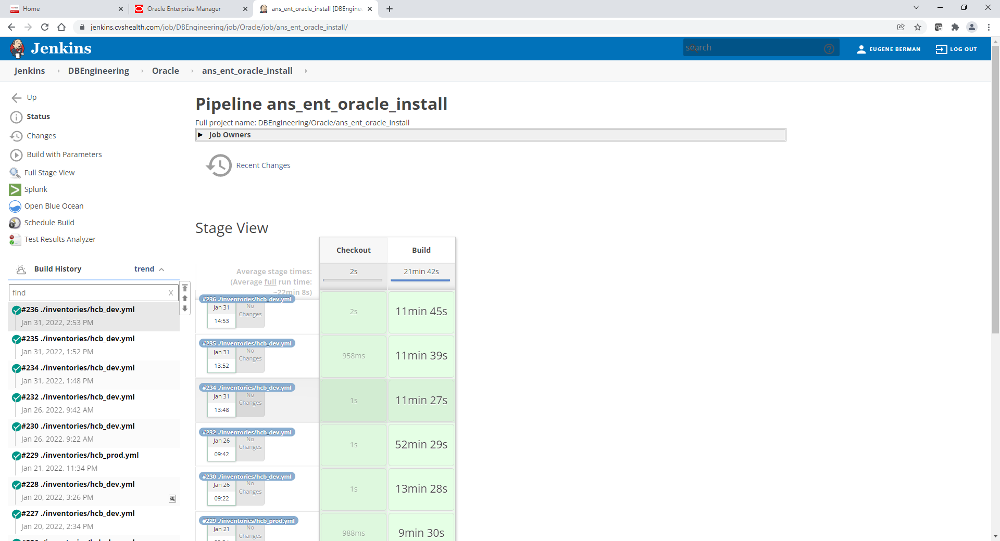 Home
Oracle Enterprise Manager
ans_ent_oracle_install [DBEngine
jenkins.cvshealth.com/job/DBEngineering/job/Oracle/job/ans_ent_oracle_install/
Jenkins
search
EUGENE BERMAN
LOG OUT
Jenkins
DBEngineering
Oracle
ans_ent_oracle_install
Up
Status
Changes
Build with Parameters
Full Stage View
Splunk
Open Blue Ocean
Schedule Build
Test Results Analyzer
Build History
trend
find
X
#236 ./inventories/hcb_dev.yml
Jan 31, 2022, 2:53 PM
#235 ./inventories/hcb_dev.yml
Jan 31, 2022, 1:52 PM
#234 ./inventories/hcb_dev.yml
Jan 31, 2022, 1:48 PM
#232 ./inventories/hcb_dev.yml
Jan 26, 2022, 9:42 AM
#230 ./inventories/hcb_dev.yml
Jan 26, 2022, 9:22 AM
#229 ./inventories/hcb_prod.yml
Jan 21, 2022, 11:34 PM
#228 ./inventories/hcb_dev.yml
Jan 20, 2022, 3:26 PM
#227 ./inventories/hcb_dev.yml
Jan 20, 2022, 2:34 PM
Pipeline ans_ent_oracle_install
Full project name: DBEngineering/Oracle/ans_ent_oracle_install
Job Owners
Recent Changes
Stage View
Checkout
Build
Average stage times:
(Average full run time:
~22min 8s)
2s
21min 42s
#236 ./inventories/hcb_dev.yml
Jan 31
14:53
No
Changes
2s
11min 45s
#235 ./inventories/hcb_dev.yml
Jan 31
13:52
No
Changes
958ms
11min 39s
#234 ./inventories/hcb_dev.yml
Jan 31
13:48
No
Changes
1s
11min 27s
#232 ./inventories/hcb_dev.yml
Jan 26
09:42
No
Changes
1s
52min 29s
#230 ./inventories/hcb_dev.yml
Jan 26
09:22
No
Changes
1s
13min 28s
#229 ./inventories/hcb_prod.yml
Jan 21
No
Changes
988ms
9min 30s